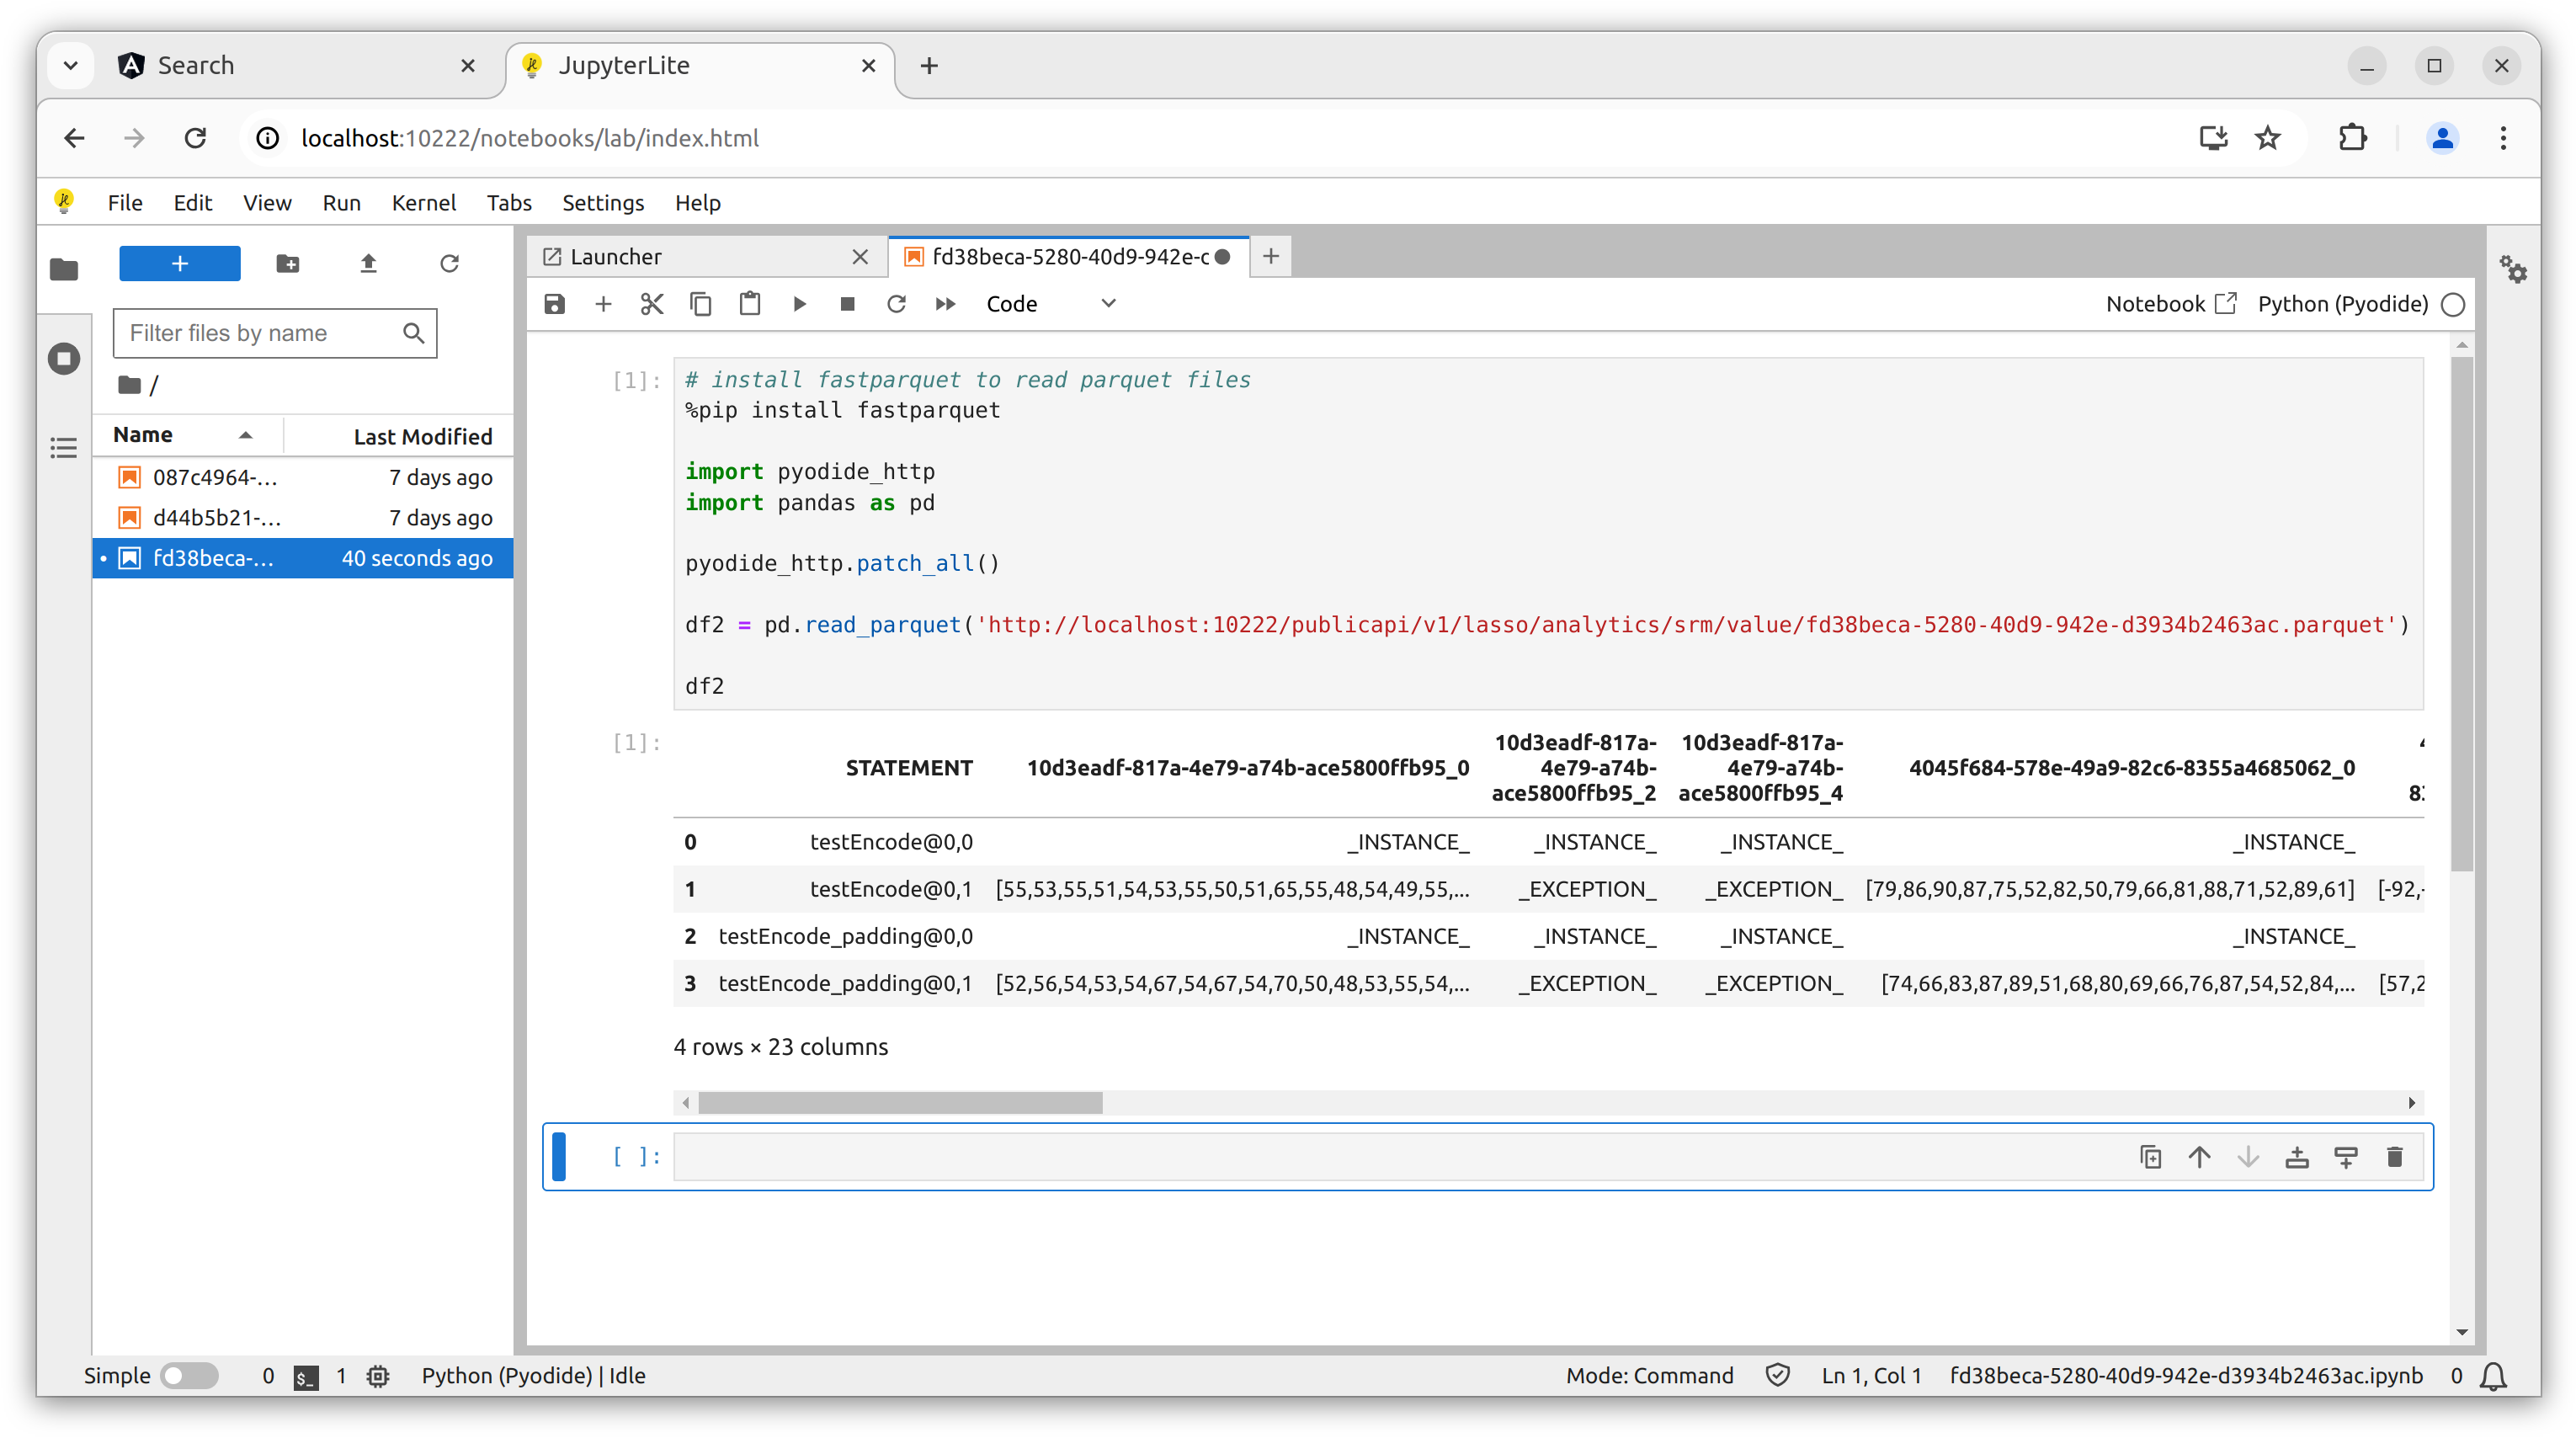 Search
JupyterLite
localhost:10222/notebooks/lab/index.html
File Edit View Run Kernel Tabs Settings Help
Filter files by name
/
Name Last Modified
087c4964-... 7 days ago
d44b5b21-... 7 days ago
fd38beca-... 40 seconds ago
Launcher
fd38beca-5280-40d9-942e-c
Code
Notebook Python (Pyodide)
[1]:
# install fastparquet to read parquet files
%pip install fastparquet
import pyodide_http
import pandas as pd
pyodide_http.patch_all()
df2 = pd.read_parquet('http://localhost:10222/publicapi/v1/lasso/analytics/srm/value/fd38beca-5280-40d9-942e-d3934b2463ac.parquet')
df2
[1]:
STATEMENT 10d3eadf-817a-4e79-a74b-ace5800ffb95_0 10d3eadf-817a-4e79-a74b-ace5800ffb95_2 10d3eadf-817a-4e79-a74b-ace5800ffb95_4 4045f684-578e-49a9-82c6-8355a4685062_0
0 testEncode@0,0 _INSTANCE_ _INSTANCE_ _INSTANCE_ _INSTANCE_
1 testEncode@0,1 [55,53,55,51,54,53,55,50,51,65,55,48,54,49,55,... _EXCEPTION_ _EXCEPTION_ [79,86,90,87,75,52,82,50,79,66,81,88,71,52,89,61] [-92,-
2 testEncode_padding@0,0 _INSTANCE_ _INSTANCE_ _INSTANCE_ _INSTANCE_
3 testEncode_padding@0,1 [52,56,54,53,54,67,54,67,54,70,50,48,53,55,54,... _EXCEPTION_ _EXCEPTION_ [74,66,83,87,89,51,68,80,69,66,76,87,54,52,84,... [57,2
4 rows × 23 columns
[ ]:
Simple 0 $_ 1 Python (Pyodide) | Idle Mode: Command Ln 1, Col 1 fd38beca-5280-40d9-942e-d3934b2463ac.ipynb 0